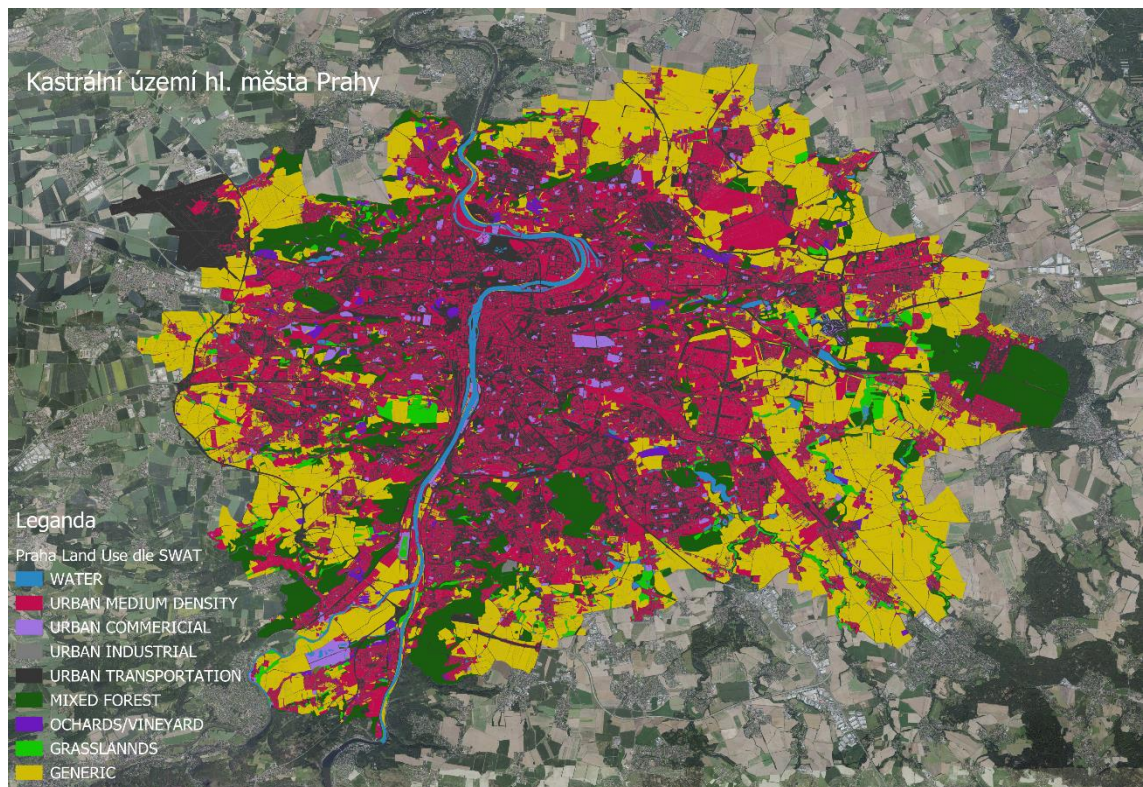 Kastrální území hl. města Prahy
Leganda
Praha Land Use dle SWAT
WATER
URBAN MEDIUM DENSITY
URBAN COMMERICIAL
URBAN INDUSTRIAL
URBAN TRANSPORTATION
MIXED FOREST
OCHARDS/VINEYARD
GRASSLANNDS
GENERIC